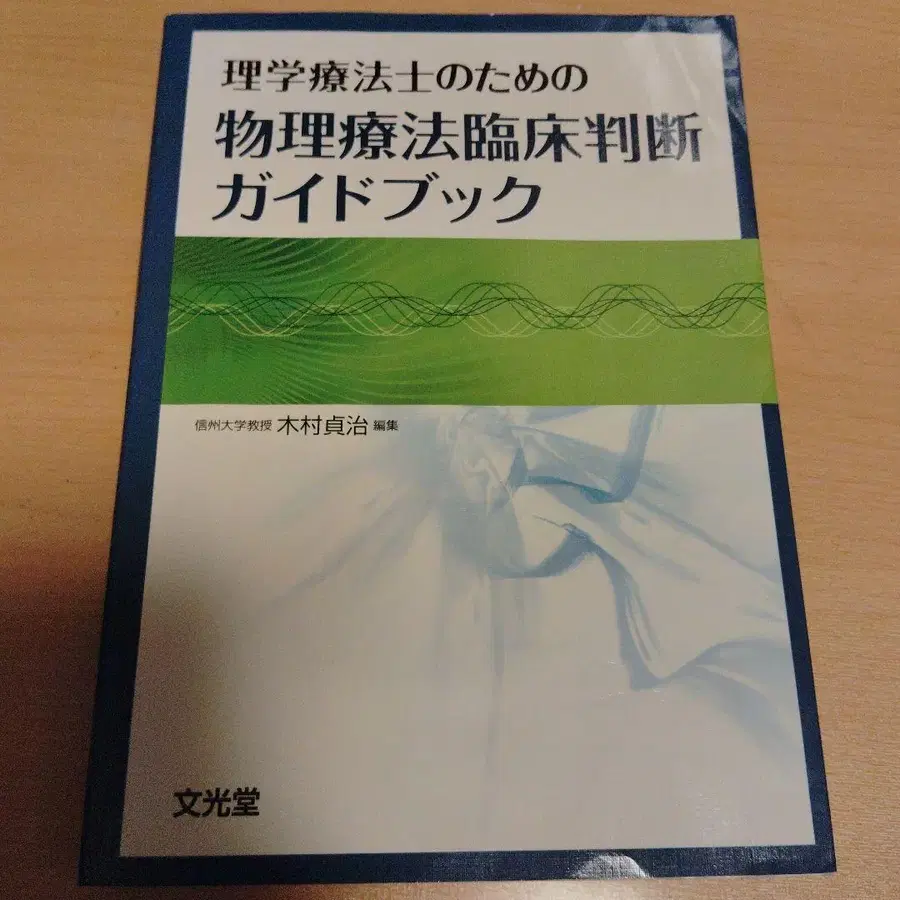 理学療法士のための
物理療法臨床判断
ガイドブック
信州大学教授 木村貞治 編集
文光堂